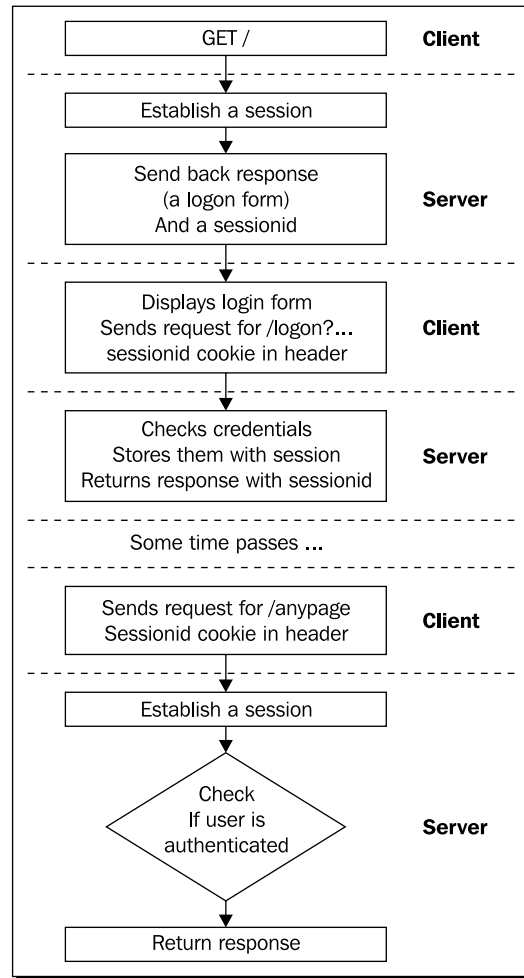 GET /
Client
Establish a session
Send back response
(a logon form)
And a sessionid
Server
Displays login form
Sends request for /logon?...
sessionid cookie in header
Client
Checks credentials
Stores them with session
Returns response with sessionid
Server
Some time passes ...
Sends request for /anypage
Sessionid cookie in header
Client
Establish a session
Check
If user is
authenticated
Server
Return response